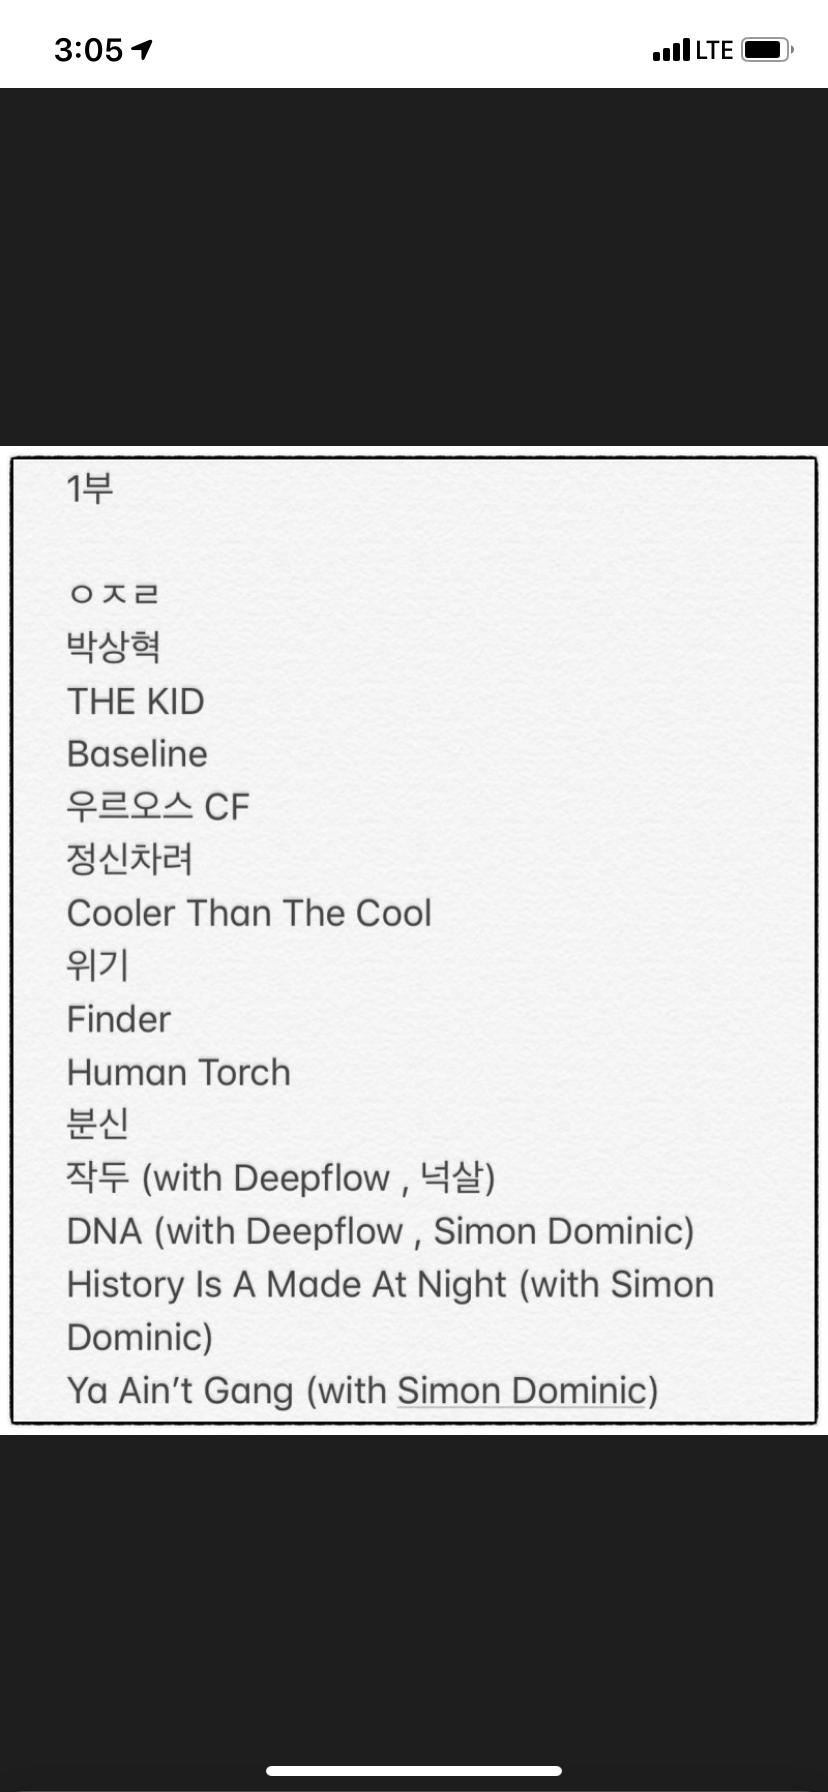 3:05
LTE
1부
ㅇㅈㄹ
박상혁
THE KID
Baseline
우르오스 CF
정신차려
Cooler Than The Cool
위기
Finder
Human Torch
분신
작두 (with Deepflow , 넉살)
DNA (with Deepflow , Simon Dominic)
History Is A Made At Night (with Simon
Dominic)
Ya Ain’t Gang (with Simon Dominic)